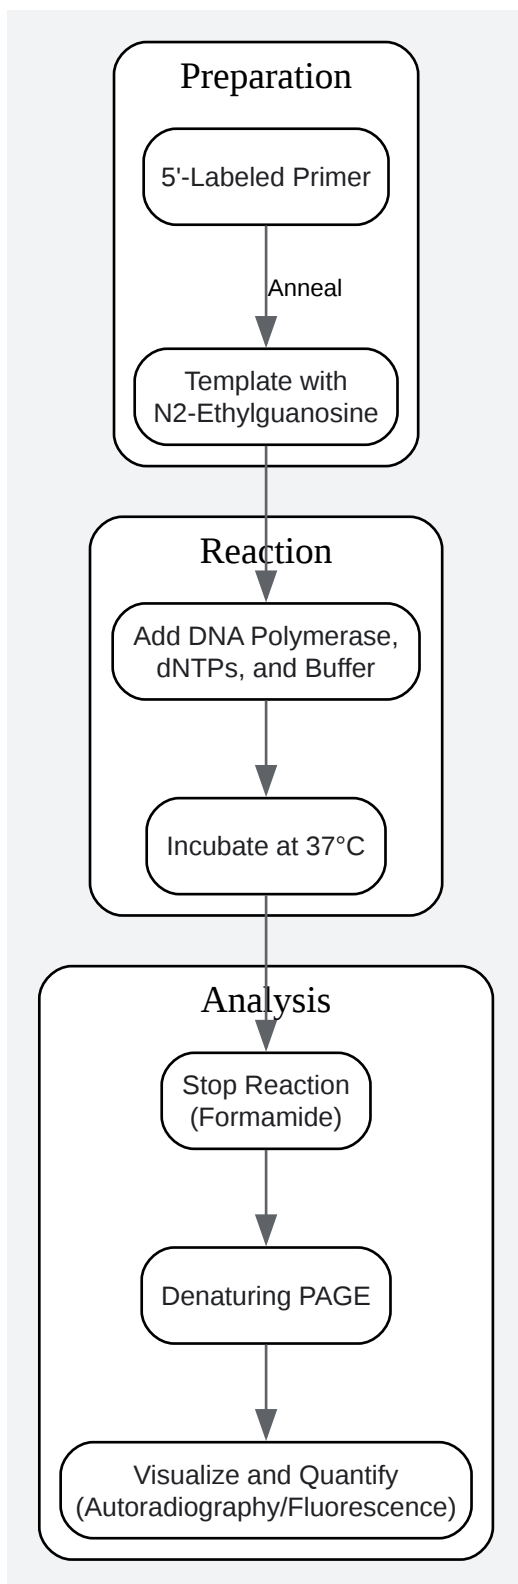 Preparation
5'-Labeled Primer
Anneal
Template with
N2-Ethylguanosine
Reaction
Add DNA Polymerase,
dNTPs, and Buffer
Incubate at 37°C
Analysis
Stop Reaction
(Formamide)
Denaturing PAGE
Visualize and Quantify
(Autoradiography/Fluorescence)